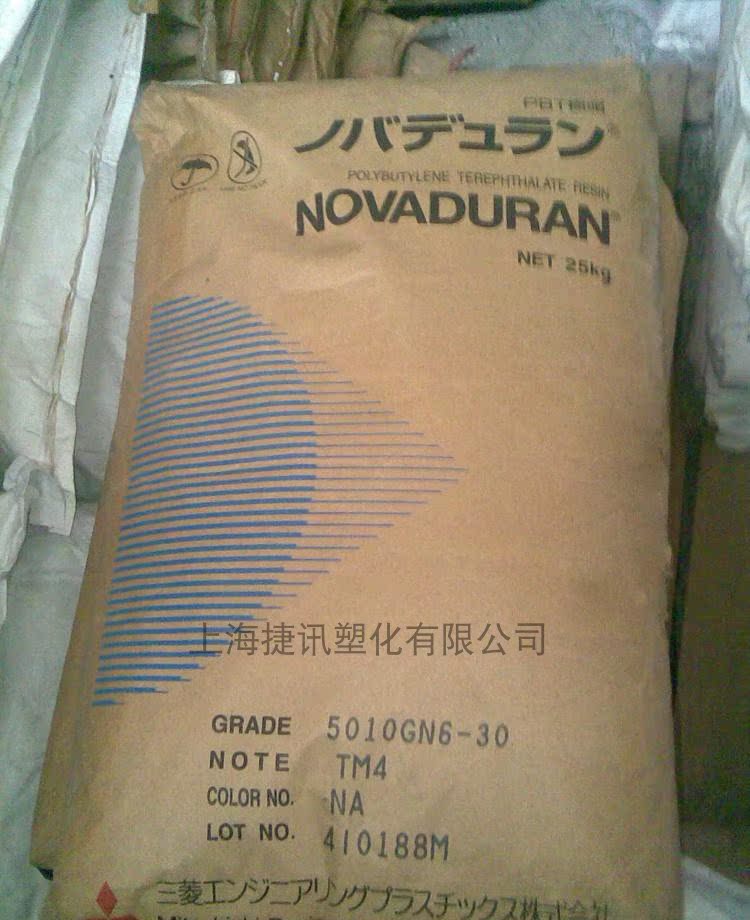 PBT樹脂
ノバデュラン®
POLYBUTYLENE TEREPHTHALATE RESIN
NOVADURAN®
NET 25kg
上海捷讯塑化有限公司
GRADE 5010GN6-30
NOTE TM4
COLOR NO. NA
LOT NO. 410188M
三菱エンジニアリングプラスチックス株式会社